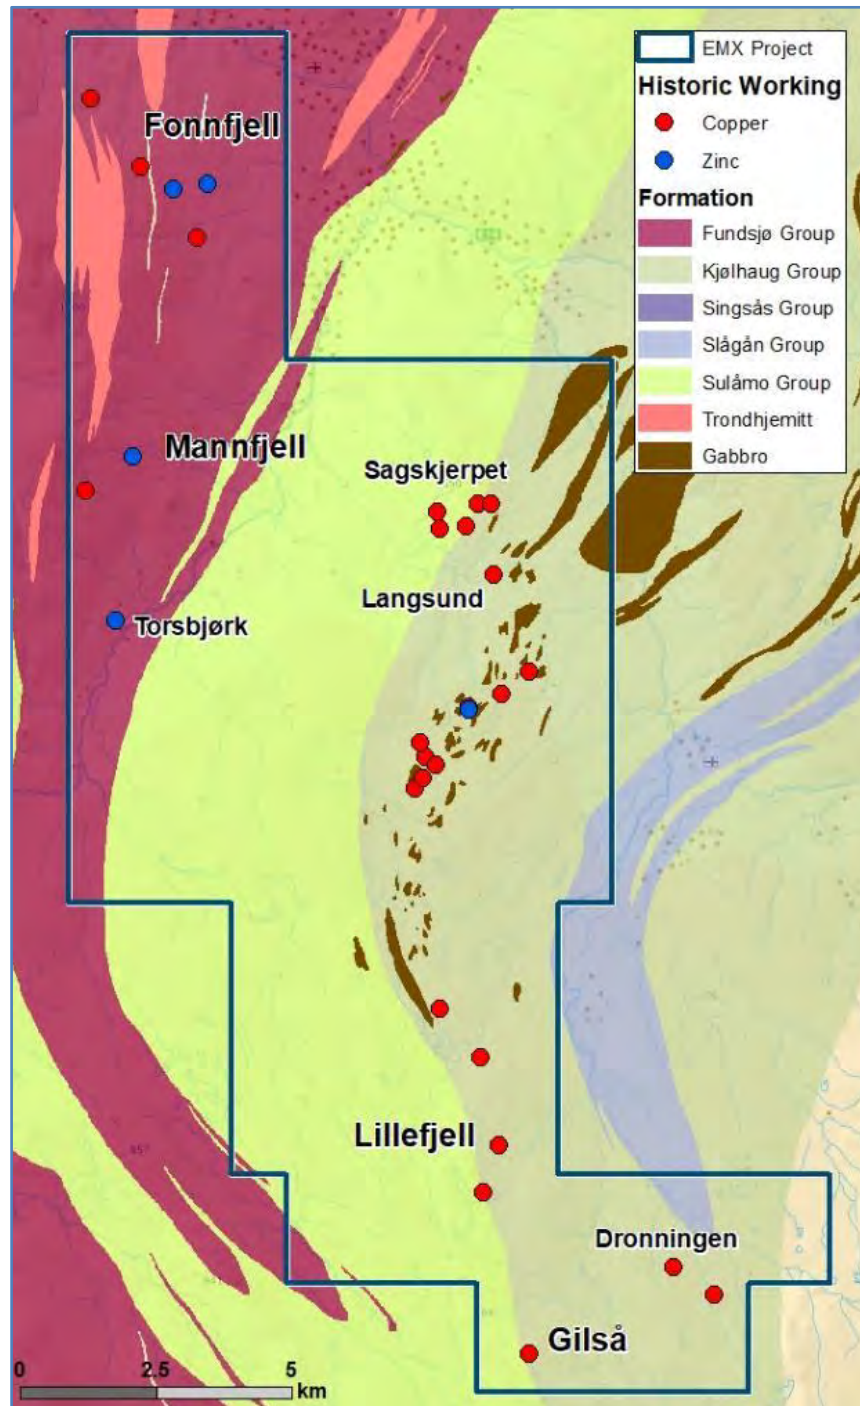 EMX Project
Historic Working
Copper
Zinc
Formation
Fundsjø Group
Kjølhaug Group
Singsås Group
Slågån Group
Sulåmo Group
Trondhjemitt
Gabbro
Fonnfjell
Mannfjell
Sagskjerpet
Langsund
Torsbjørk
Lillefjell
Dronningen
Gilså
0 2.5 5
km